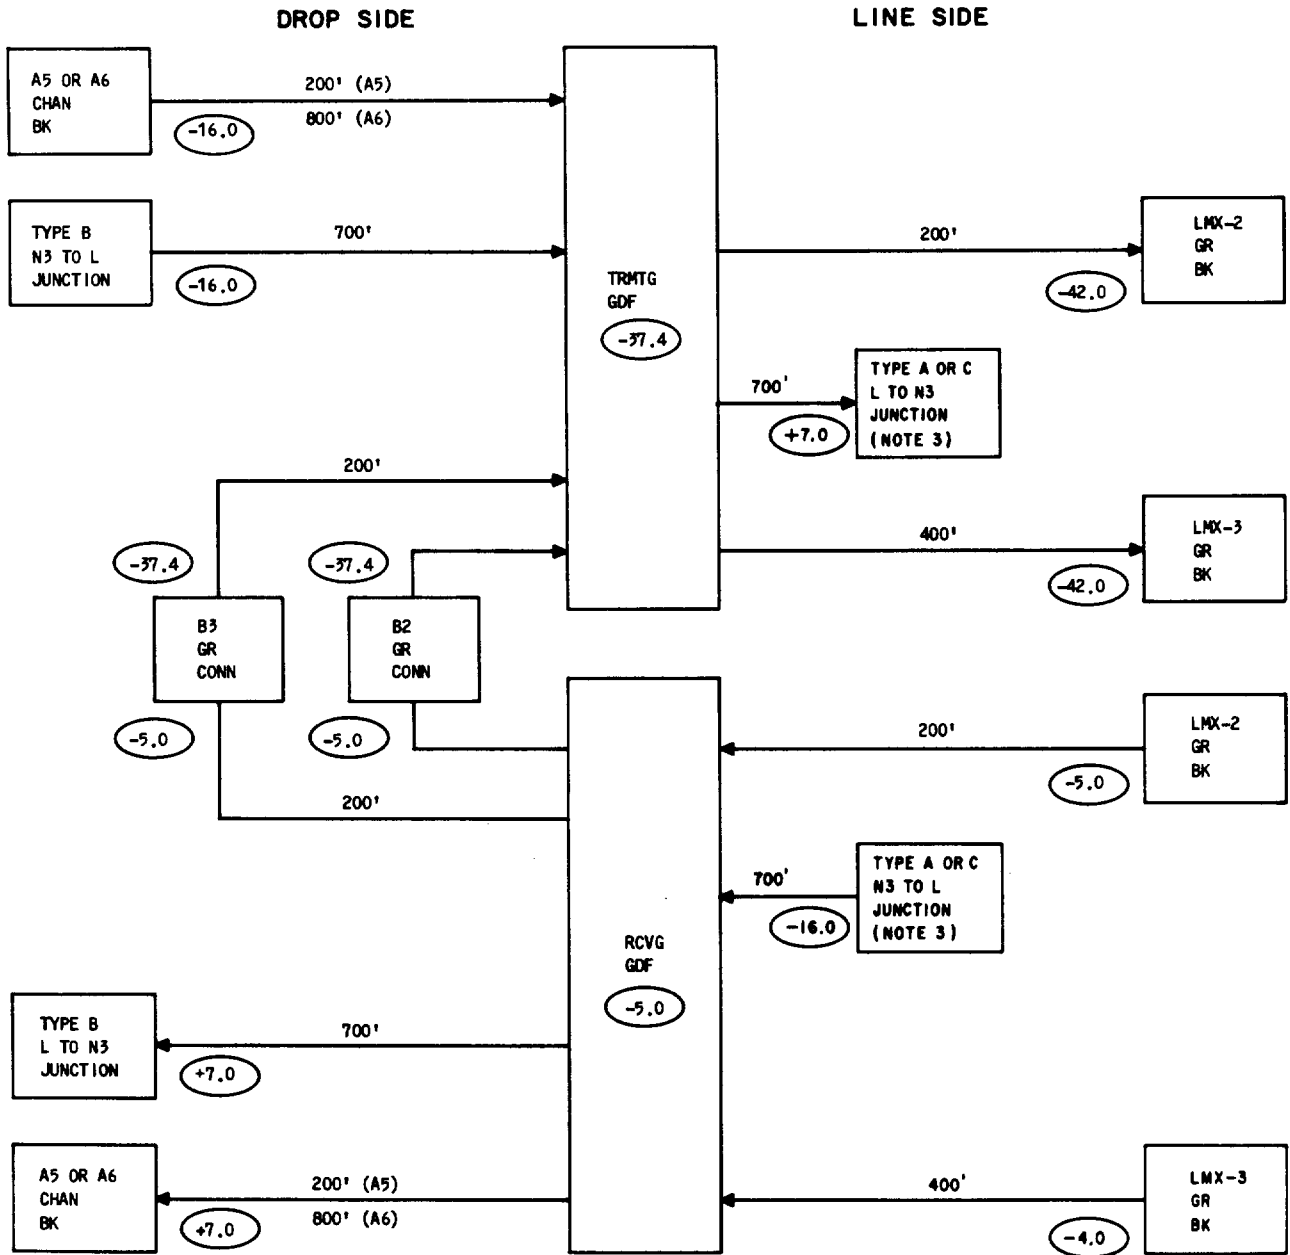 DROP SIDE
LINE SIDE
A5 OR A6
CHAN
BK
200' (A5)
800' (A6)
-16.0
TYPE B
N3 TO L
JUNCTION
700'
-16.0
TRMTG
GDF
-37.4
200'
-42.0
LMX-2
GR
BK
700'
+7.0
TYPE A OR C
L TO N3
JUNCTION
(NOTE 3)
200'
400'
-42.0
LMX-3
GR
BK
-37.4
-37.4
B3
GR
CONN
B2
GR
CONN
-5.0
-5.0
200'
200'
-5.0
LMX-2
GR
BK
700'
-16.0
TYPE A OR C
N3 TO L
JUNCTION
(NOTE 3)
RCVG
GDF
-5.0
TYPE B
L TO N3
JUNCTION
700'
+7.0
A5 OR A6
CHAN
BK
200' (A5)
800' (A6)
+7.0
400'
-4.0
LMX-3
GR
BK